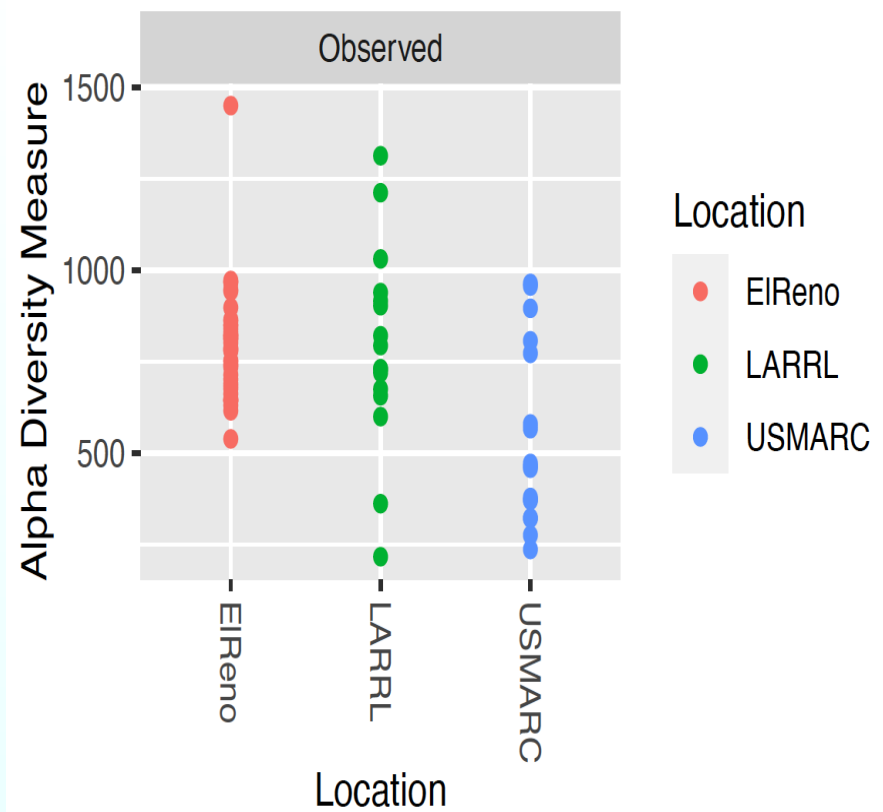 Observed
Alpha Diversity Measure
1500
1000
500
ElReno
LARRL
USMARC
Location
Location
ElReno
LARRL
USMARC